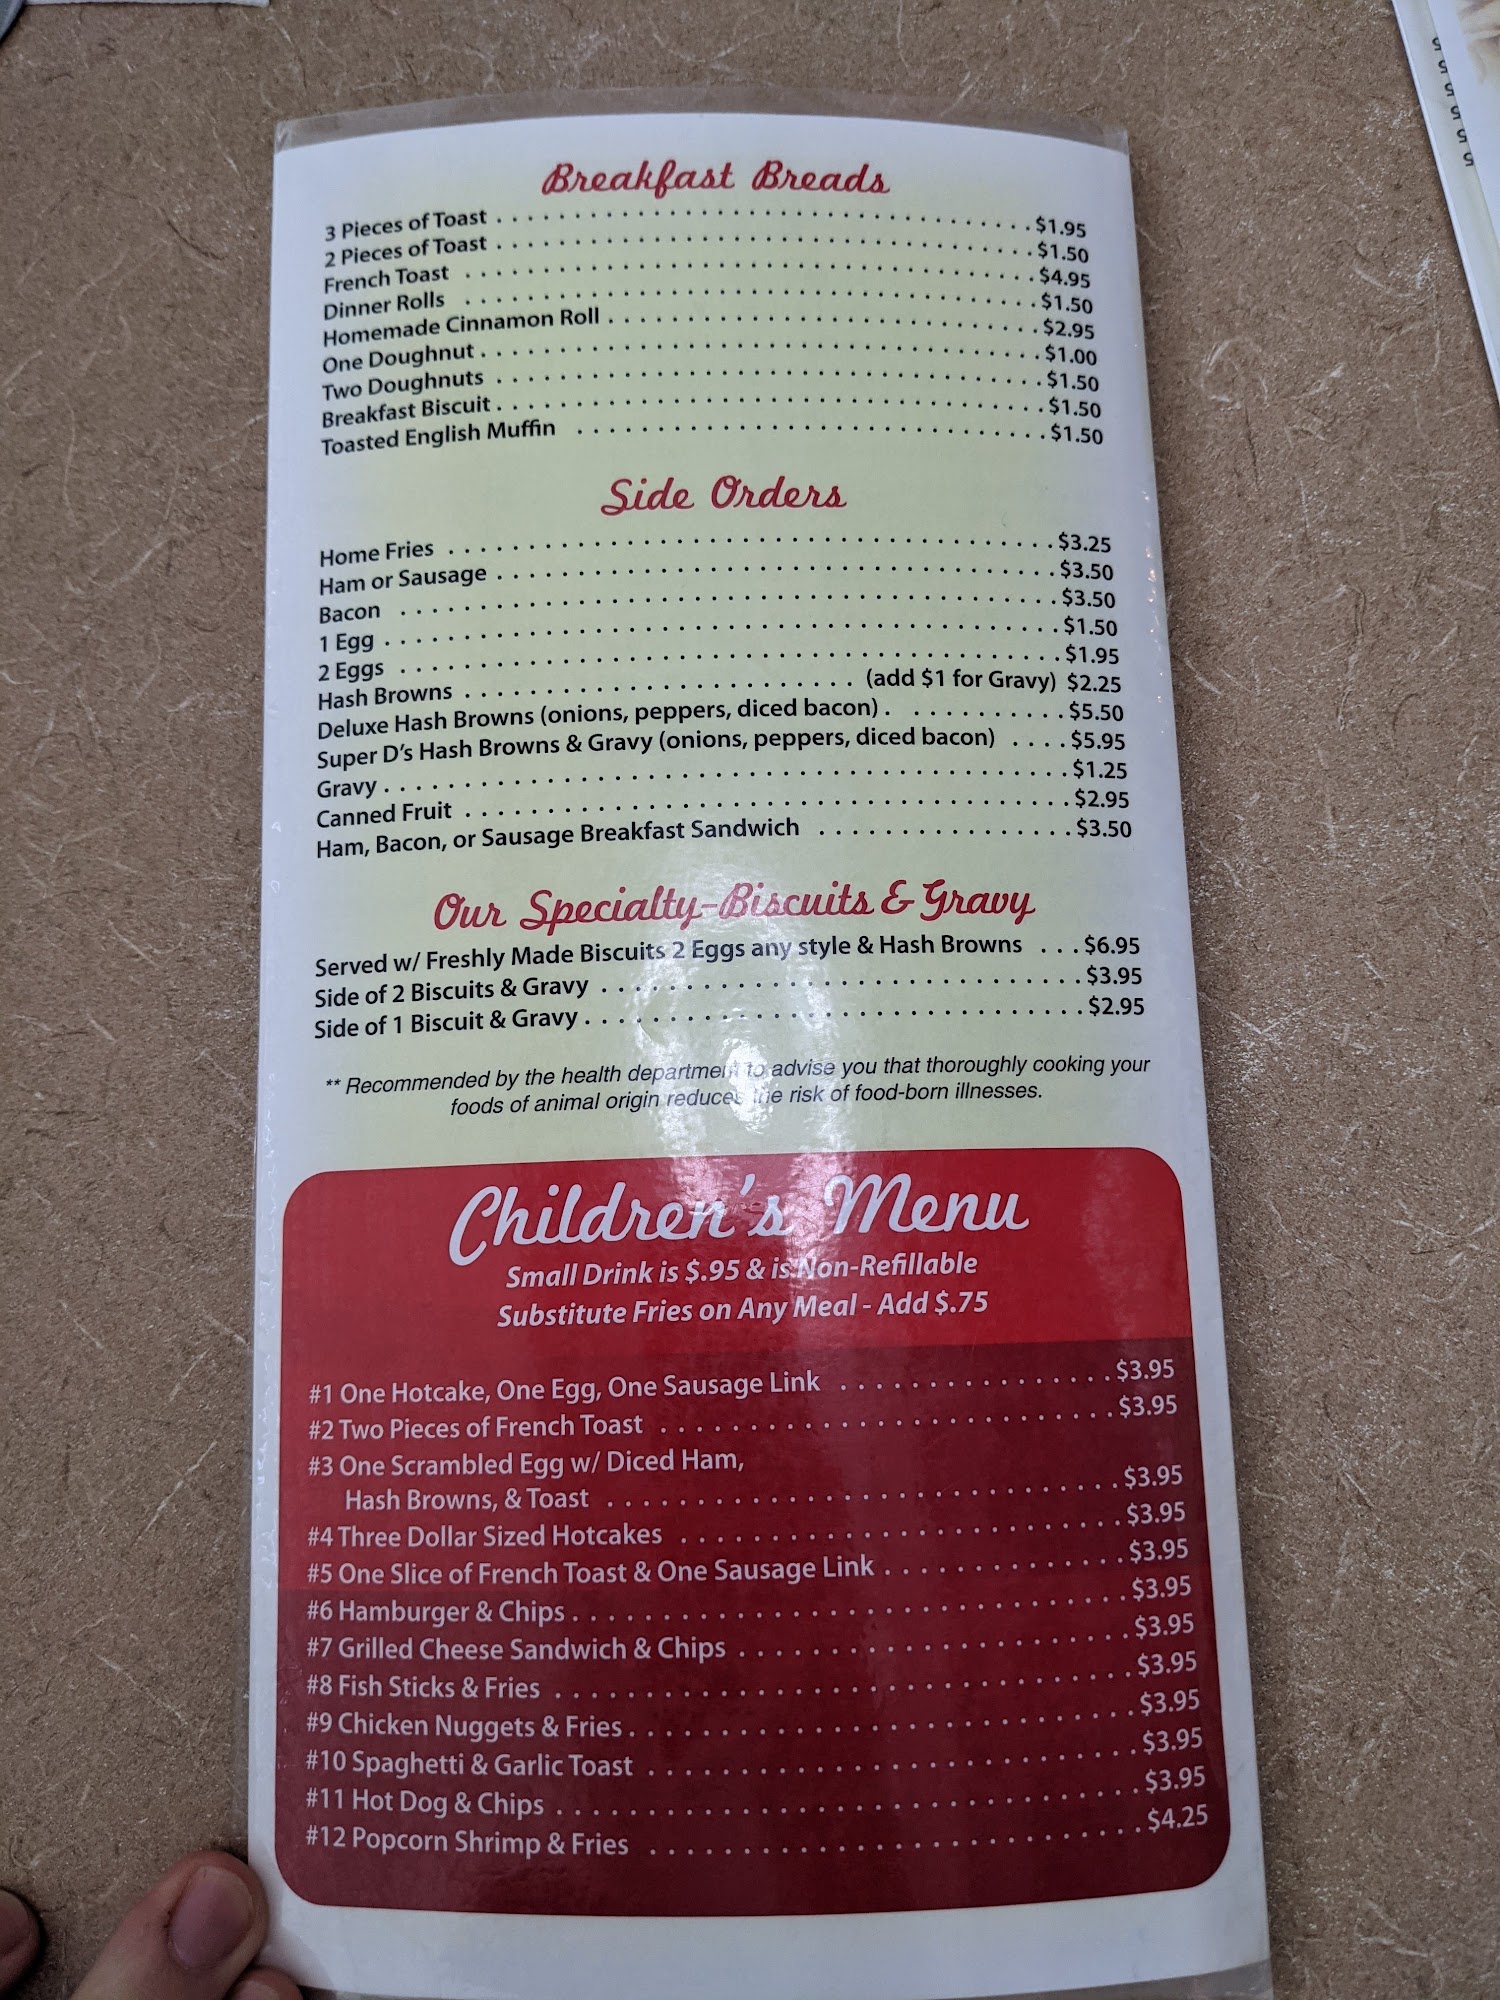 Breakfast Breads
3 Pieces of Toast $1.95
2 Pieces of Toast $1.50
French Toast $4.95
Dinner Rolls $1.50
Homemade Cinnamon Roll $2.95
One Doughnut $1.00
Two Doughnuts $1.50
Breakfast Biscuit $1.50
Toasted English Muffin $1.50
Side Orders
Home Fries $3.25
Ham or Sausage $3.50
Bacon $3.50
1 Egg $1.50
2 Eggs $1.95
Hash Browns (add $1 for Gravy) $2.25
Deluxe Hash Browns (onions, peppers, diced bacon) $5.50
Super D's Hash Browns & Gravy (onions, peppers, diced bacon) $5.95
Gravy $1.25
Canned Fruit $2.95
Ham, Bacon, or Sausage Breakfast Sandwich $3.50
Our Specialty-Biscuits & Gravy
Served w/ Freshly Made Biscuits 2 Eggs any style & Hash Browns $6.95
Side of 2 Biscuits & Gravy $3.95
Side of 1 Biscuit & Gravy $2.95
** Recommended by the health department to advise you that thoroughly cooking your
foods of animal origin reduces the risk of food-born illnesses.
Children's Menu
Small Drink is $.95 & is Non-Refillable
Substitute Fries on Any Meal - Add $.75
#1 One Hotcake, One Egg, One Sausage Link $3.95
#2 Two Pieces of French Toast $3.95
#3 One Scrambled Egg w/ Diced Ham,
Hash Browns, & Toast $3.95
#4 Three Dollar Sized Hotcakes $3.95
#5 One Slice of French Toast & One Sausage Link $3.95
#6 Hamburger & Chips $3.95
#7 Grilled Cheese Sandwich & Chips $3.95
#8 Fish Sticks & Fries $3.95
#9 Chicken Nuggets & Fries $3.95
#10 Spaghetti & Garlic Toast $3.95
#11 Hot Dog & Chips $3.95
#12 Popcorn Shrimp & Fries $4.25